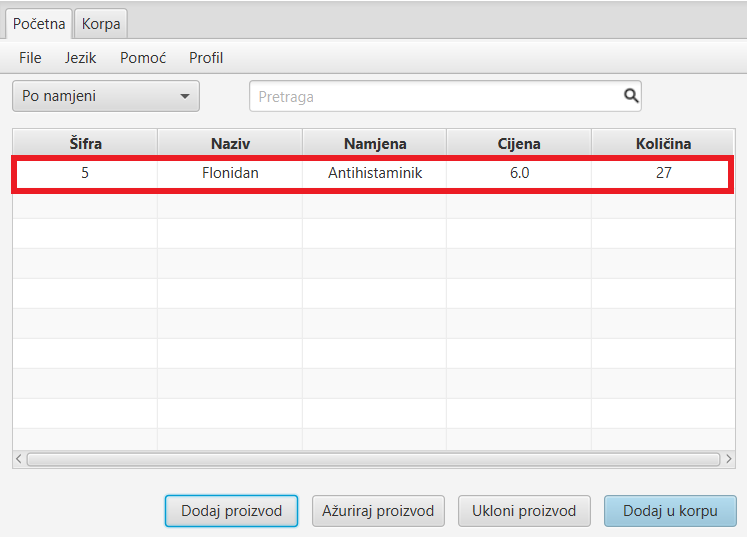 Početna Korpa
File Jezik Pomoć Profil
Po namjeni Pretraga
Šifra Naziv Namjena Cijena Količina
5 Flonidan Antihistaminik 6.0 27
Dodaj proizvod Ažuriraj proizvod Ukloni proizvod Dodaj u korpu